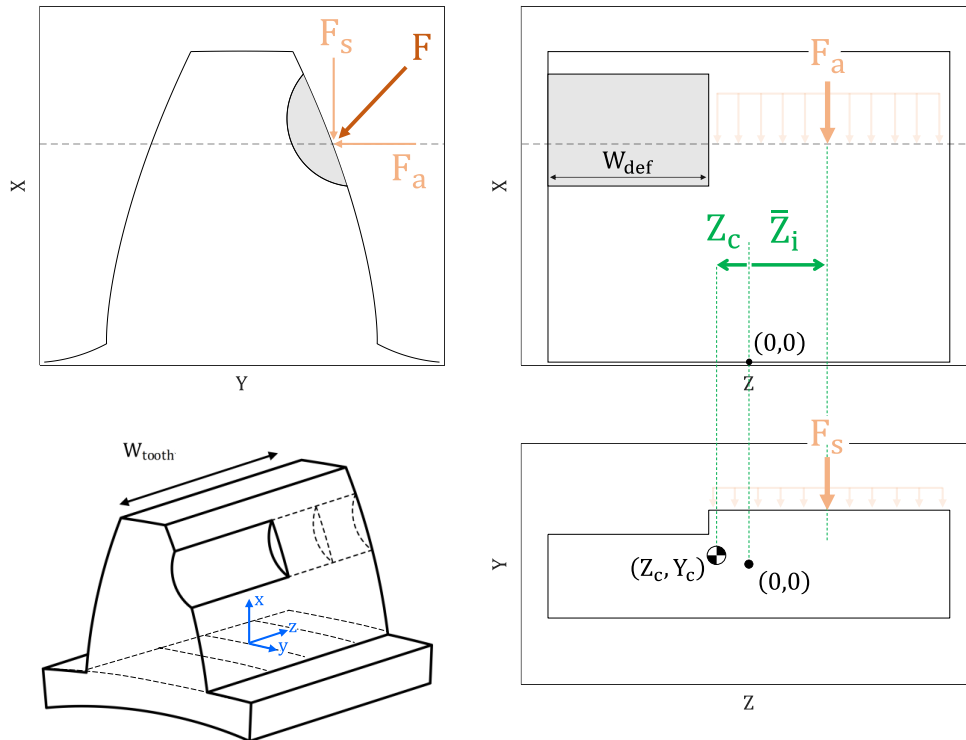 F_s
F
F_a
X
Y
F_a
W_def
Z_c
Z̄_i
(0,0)
X
Z
W_tooth
x
z
y
F_s
(Z_c, Y_c)
(0,0)
Y
Z